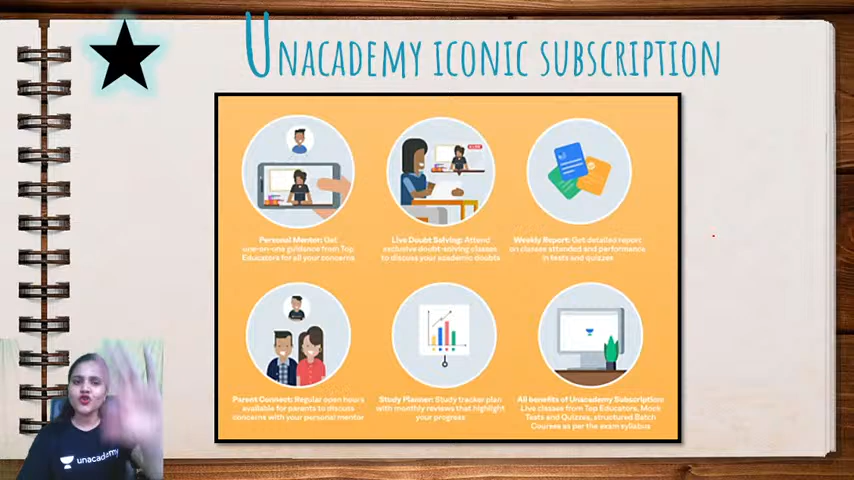 UNACADEMY ICONIC SUBSCRIPTION
Personal Mentor: Get
one-on-one guidance from Top
Educators for all your concerns
Live Doubt Solving: Attend
exclusive doubt-solving classes
to discuss your academic doubts
Weekly Report: Get detailed report
on classes attended and performance
in tests and quizzes
Parent Connect: Regular open hours
available for parents to discuss
concerns with your personal mentor
Study Planner: Study tracker plan
with monthly reviews that highlight
your progress
All benefits of Unacademy Subscription:
Live classes from Top Educators, Mock
Tests and Quizzes, structured Batch
Courses as per the exam syllabus
unacademy